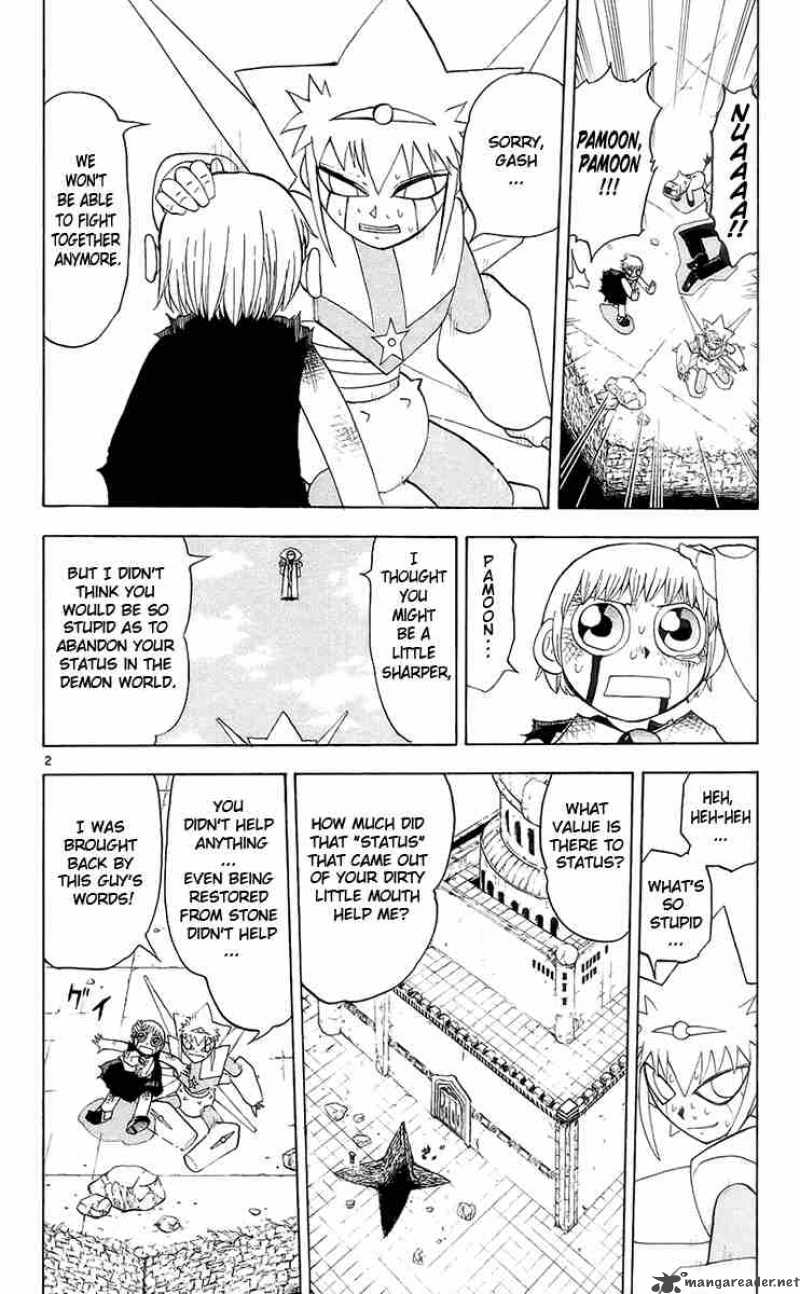 NUAAAA!!
PAMOON,
PAMOON
!!!
SORRY,
GASH
...
WE
WON'T
BE ABLE
TO FIGHT
TOGETHER
ANYMORE.
PAMOON...
I
THOUGHT
YOU
MIGHT
BE A
LITTLE
SHARPER,
BUT I DIDN'T
THINK YOU
WOULD BE SO
STUPID AS TO
ABANDON YOUR
STATUS IN THE
DEMON WORLD.
2
HEH,
HEH-HEH
...
WHAT'S
SO
STUPID
...
WHAT
VALUE IS
THERE TO
STATUS?
HOW MUCH DID
THAT "STATUS"
THAT CAME OUT
OF YOUR DIRTY
LITTLE MOUTH
HELP ME?
YOU
DIDN'T HELP
ANYTHING
...
EVEN BEING
RESTORED
FROM STONE
DIDN'T HELP
...
I WAS
BROUGHT
BACK BY
THIS GUY'S
WORDS!
グイ
mangareader.net